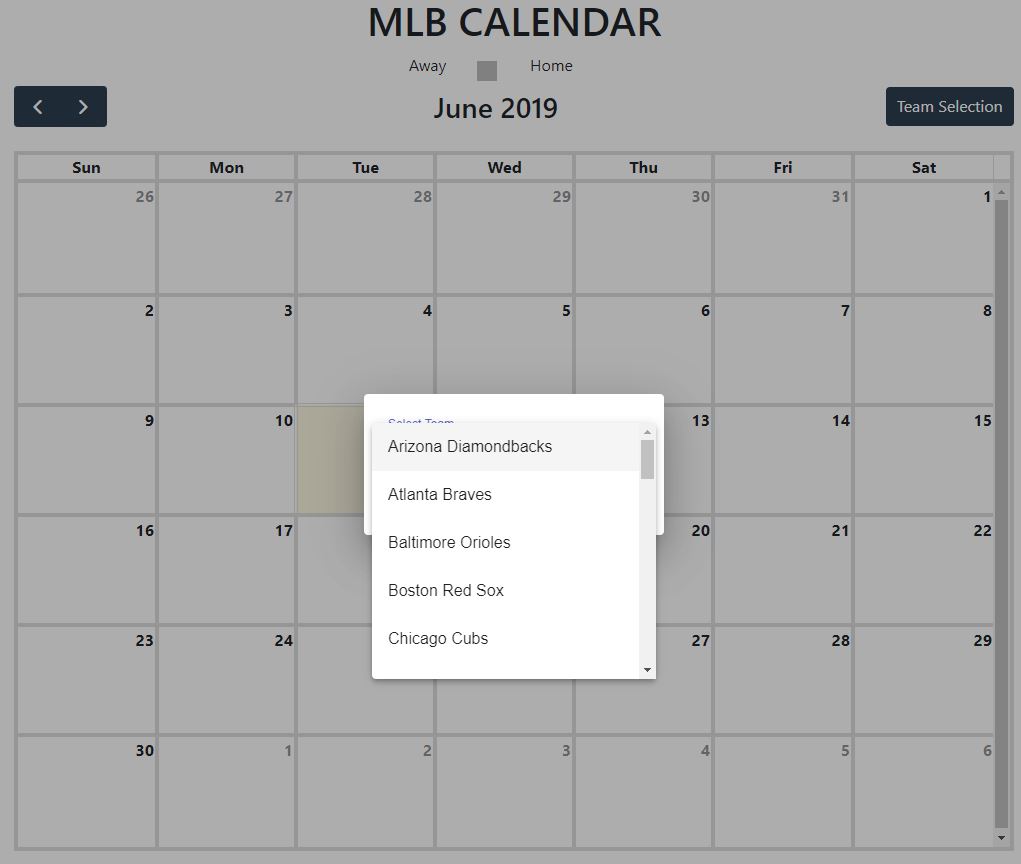 MLB CALENDAR
Away Home
June 2019
Team Selection
Sun Mon Tue Wed Thu Fri Sat
26 27 28 29 30 31 1
2 3 4 5 6 7 8
9 10 13 14 15
Select Team
Arizona Diamondbacks
Atlanta Braves
16 17 20 21 22
Baltimore Orioles
Boston Red Sox
23 24 27 28 29
Chicago Cubs
30 1 2 3 4 5 6